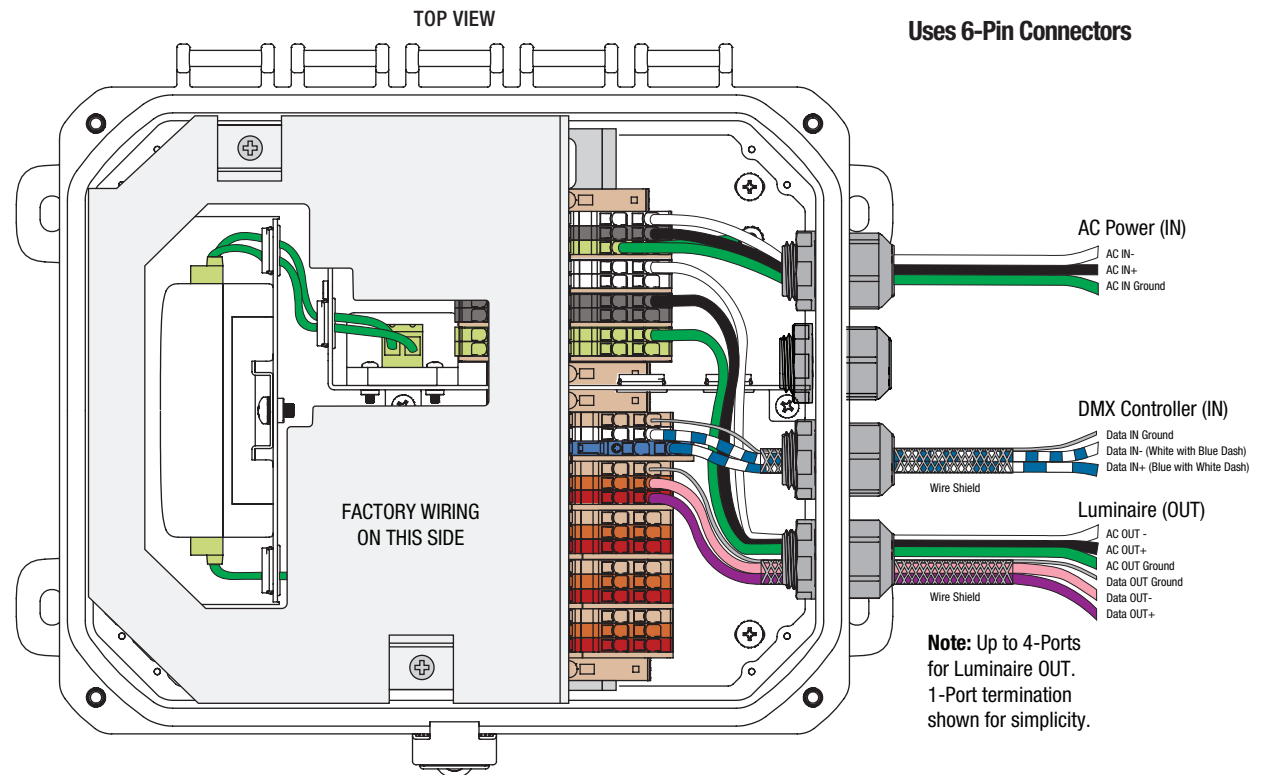 TOP VIEW
Uses 6-Pin Connectors
AC Power (IN)
AC IN-
AC IN+
AC IN Ground
DMX Controller (IN)
Data IN Ground
Data IN- (White with Blue Dash)
Data IN+ (Blue with White Dash)
Wire Shield
Luminaire (OUT)
AC OUT -
AC OUT+
AC OUT Ground
Data OUT Ground
Data OUT-
Data OUT+
Wire Shield
FACTORY WIRING
ON THIS SIDE
Note: Up to 4-Ports
for Luminaire OUT.
1-Port termination
shown for simplicity.